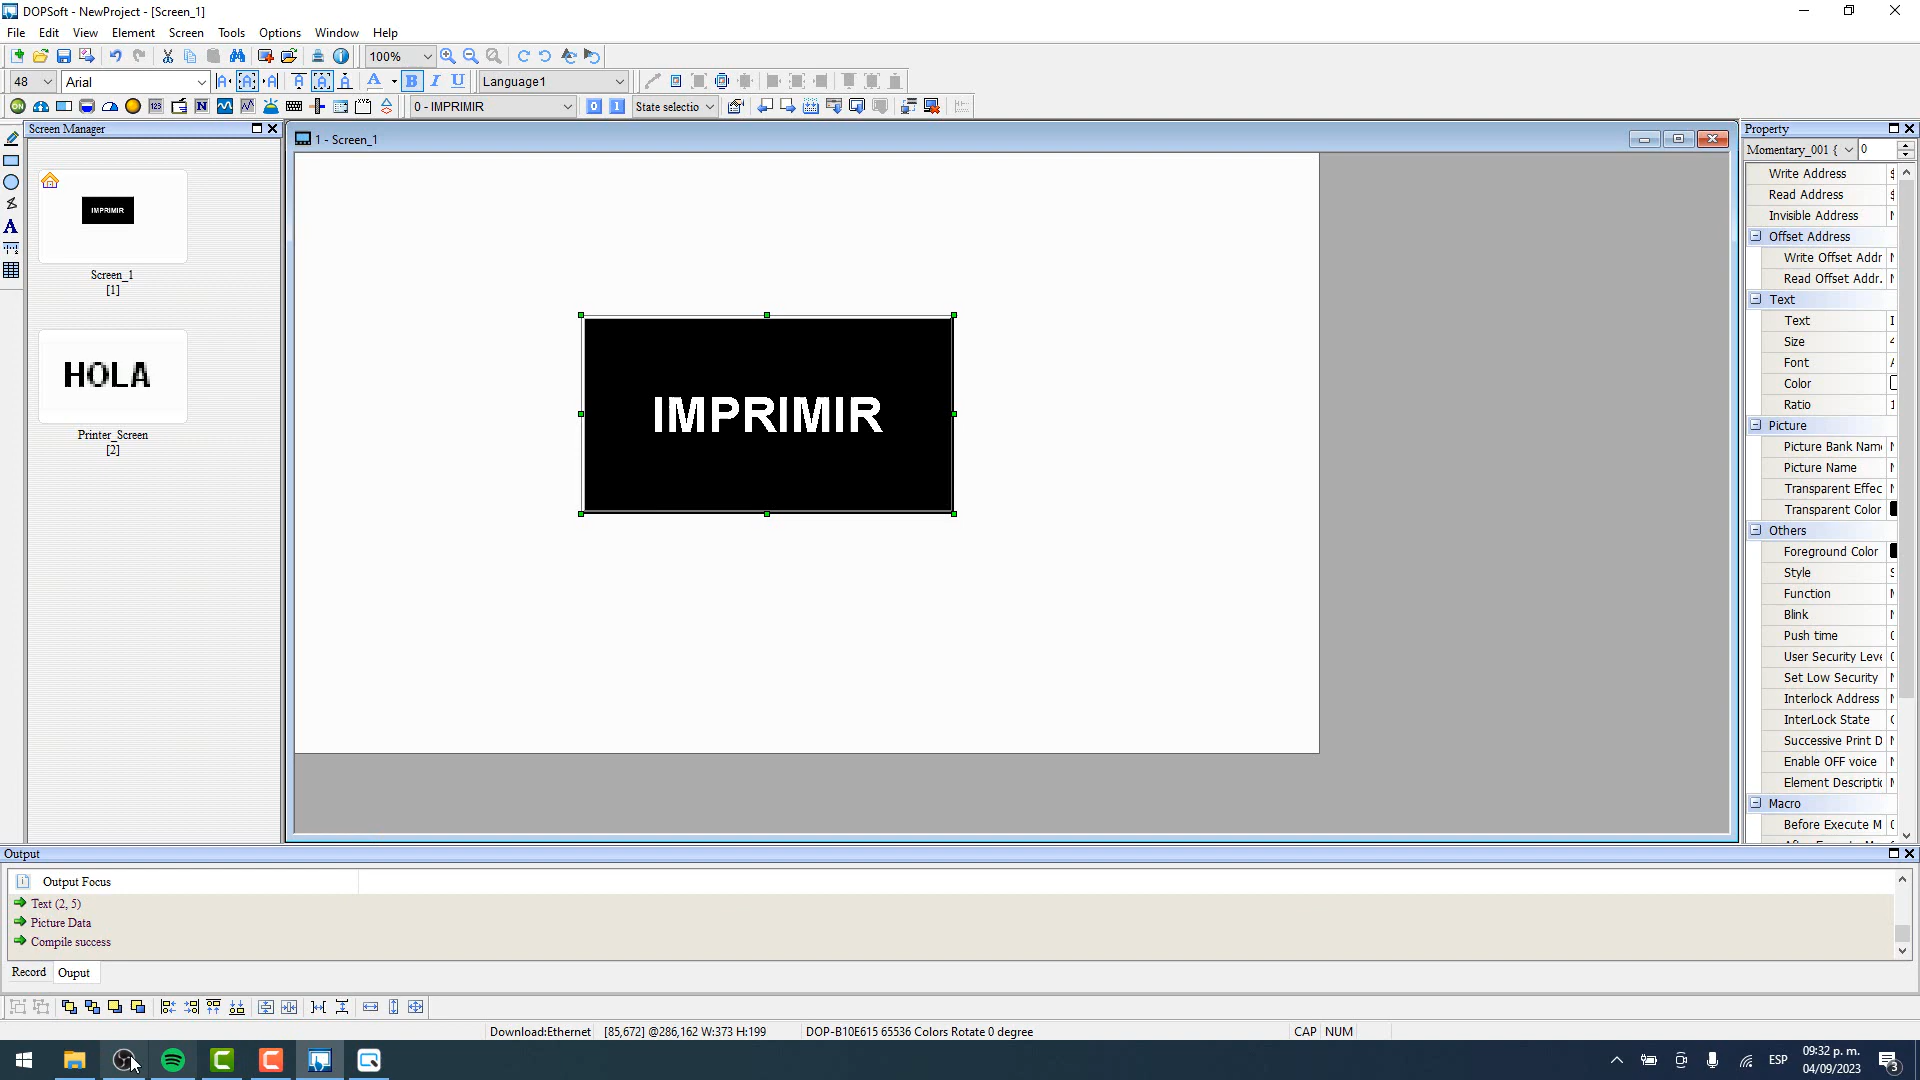 DOPSoft - NewProject - [Screen_1]
File Edit View Element Screen Tools Options Window Help
100%
48 Arial A B I U Language1
ON 123 N 0 - IMPRIMIR 0 1 State selectio
Screen Manager
1 - Screen_1
Property
Momentary_001 { 0
IMPRIMIR
Screen_1
[1]
HOLA
Printer_Screen
[2]
IMPRIMIR
Write Address
Read Address
Invisible Address
Offset Address
Write Offset Addr
Read Offset Addr.
Text
Text
Size
Font
Color
Ratio
Picture
Picture Bank Nam
Picture Name
Transparent Effec
Transparent Color
Others
Foreground Color
Style
Function
Blink
Push time
User Security Leve
Set Low Security
Interlock Address
InterLock State
Successive Print D
Enable OFF voice
Element Descripti
Macro
Before Execute M
Output
Output Focus
Text (2, 5)
Picture Data
Compile success
Record Ouput
Download:Ethernet [85,672] @286,162 W:373 H:199 DOP-B10E615 65536 Colors Rotate 0 degree CAP NUM
ESP
09:32 p. m.
04/09/2023
3